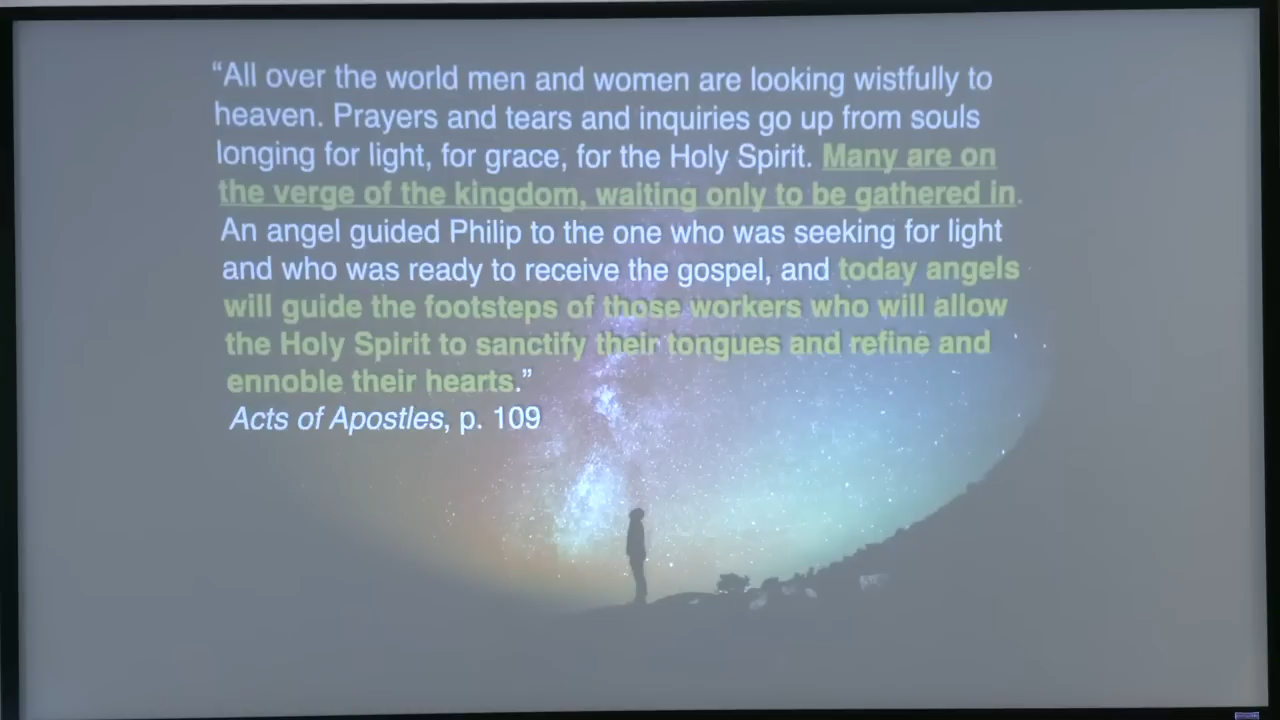 “All over the world men and women are looking wistfully to
heaven. Prayers and tears and inquiries go up from souls
longing for light, for grace, for the Holy Spirit. Many are on
the verge of the kingdom, waiting only to be gathered in.
An angel guided Philip to the one who was seeking for light
and who was ready to receive the gospel, and today angels
will guide the footsteps of those workers who will allow
the Holy Spirit to sanctify their tongues and refine and
ennoble their hearts.”
Acts of Apostles, p. 109